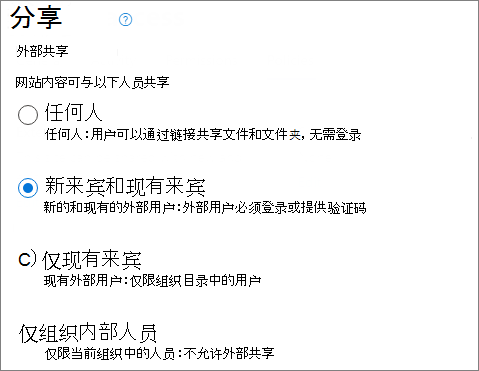 分享 ?
外部共享
网站内容可与以下人员共享
任何人
任何人:用户可以通过链接共享文件和文件夹,无需登录
新来宾和现有来宾
新的和现有的外部用户:外部用户必须登录或提供验证码
C) 仅现有来宾
现有外部用户:仅限组织目录中的用户
仅组织内部人员
仅限当前组织中的人员:不允许外部共享